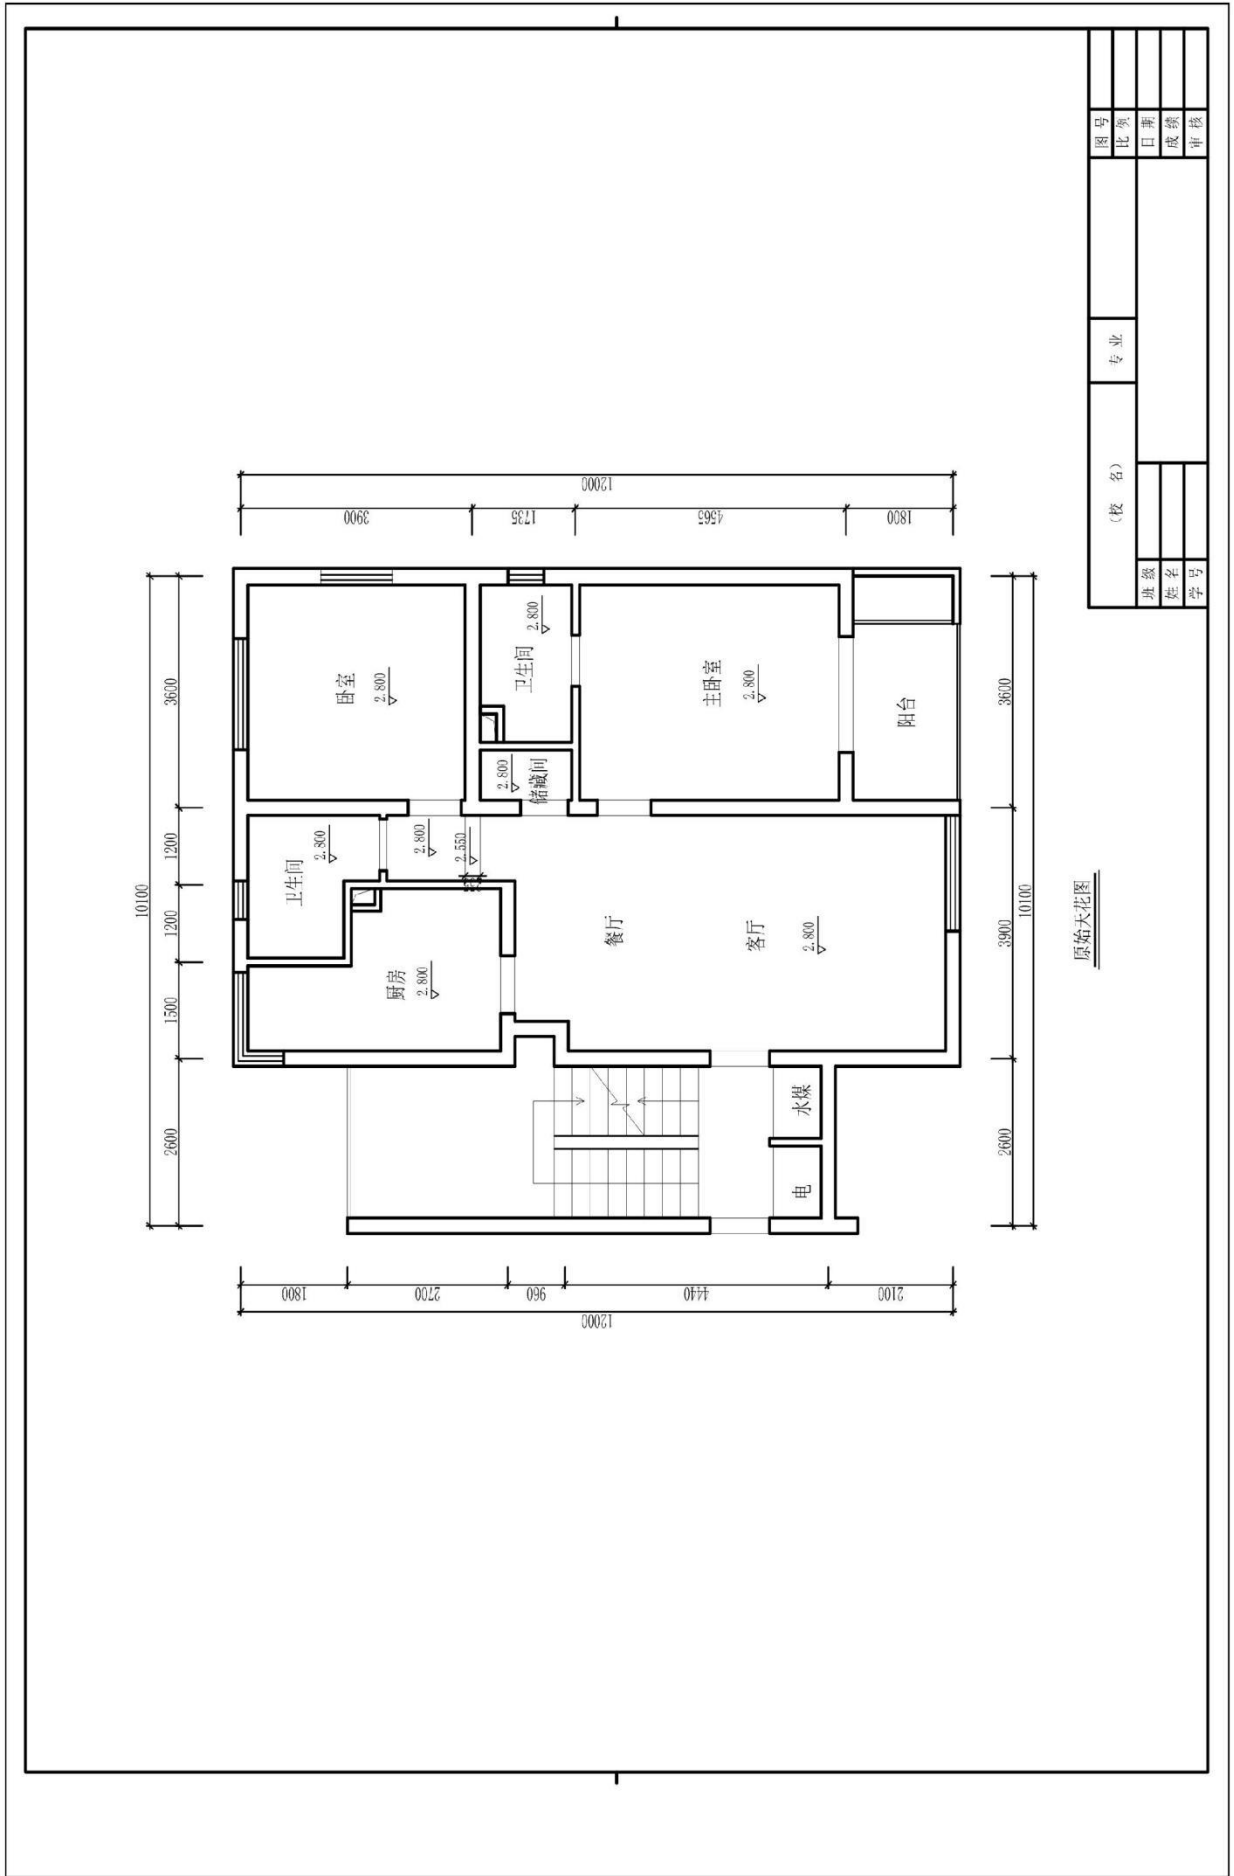 10100
2600
1500
1200
1200
3600
12000
1800
2700
960
4440
2100
12000
3900
1735
4565
1800
10100
2600
3900
3600
卫生间
2.800
卧室
2.800
厨房
2.800
2.800
2.550
2.800
储藏间
卫生间
2.800
餐厅
客厅
2.800
主卧室
2.800
阳台
电
水煤
原始天花图
（校 名）
专 业
图 号
比 例
班 级
日 期
姓 名
成 绩
学 号
审 核